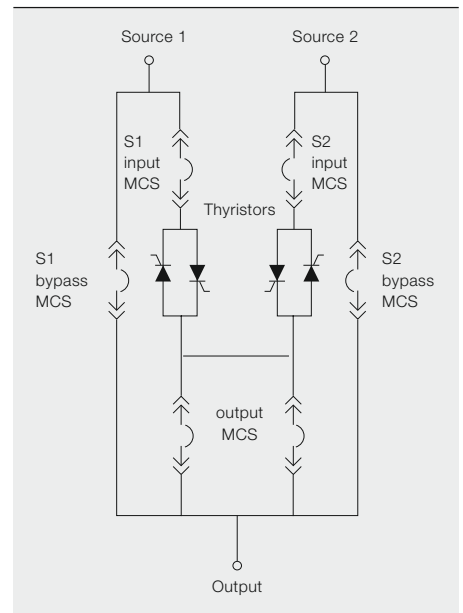 Source 1
Source 2
S1
input
MCS
S2
input
MCS
Thyristors
S1
bypass
MCS
S2
bypass
MCS
output
MCS
Output